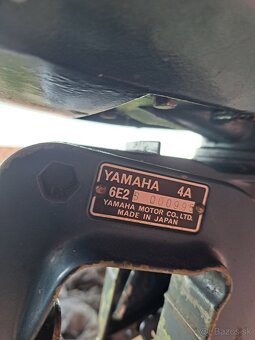 YAMAHA 4A
6E2
YAMAHA MOTOR CO., LTD.
MADE IN JAPAN